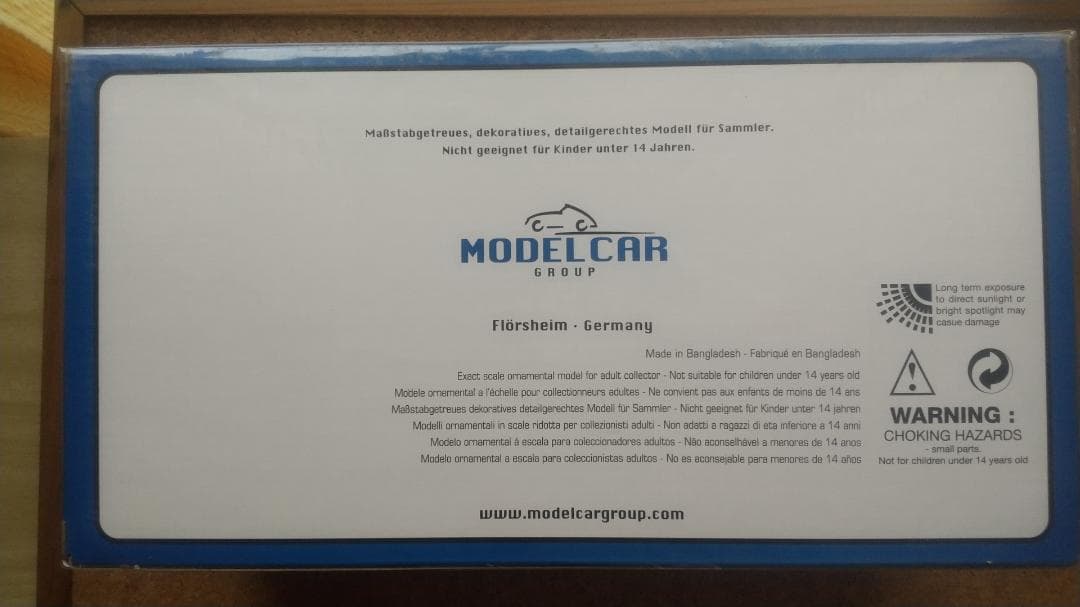 Maßstabgetreues, dekoratives, detailgerechtes Modell für Sammler.
Nicht geeignet für Kinder unter 14 Jahren.
MODELCAR
GROUP
Flörsheim · Germany
Long term exposure
to direct sunlight or
bright spotlight may
casue damage
Made in Bangladesh - Fabriqué en Bangladesh
Exact scale ornamental model for adult collector - Not suitable for children under 14 years old
Modèle ornemental a l'échelle pour collectionneurs adultes - Ne convient pas aux enfants de moins de 14 ans
Maßstabgetreues dekoratives detailgerechtes Modell für Sammler - Nicht geeignet für Kinder unter 14 jahren
Modelli ornamentali in scale ridotta per collezionisti adulti - Non adatti a ragazzi di eta inferiore a 14 anni
Modelo ornamental á escala para coleccionadores adultos - Não aconselhável a menores de 14 anos
Modelo ornamental a escala para coleccionistas adultos - No es aconsejable para menores de 14 años
WARNING :
CHOKING HAZARDS
- small parts.
Not for children under 14 years old
www.modelcargroup.com